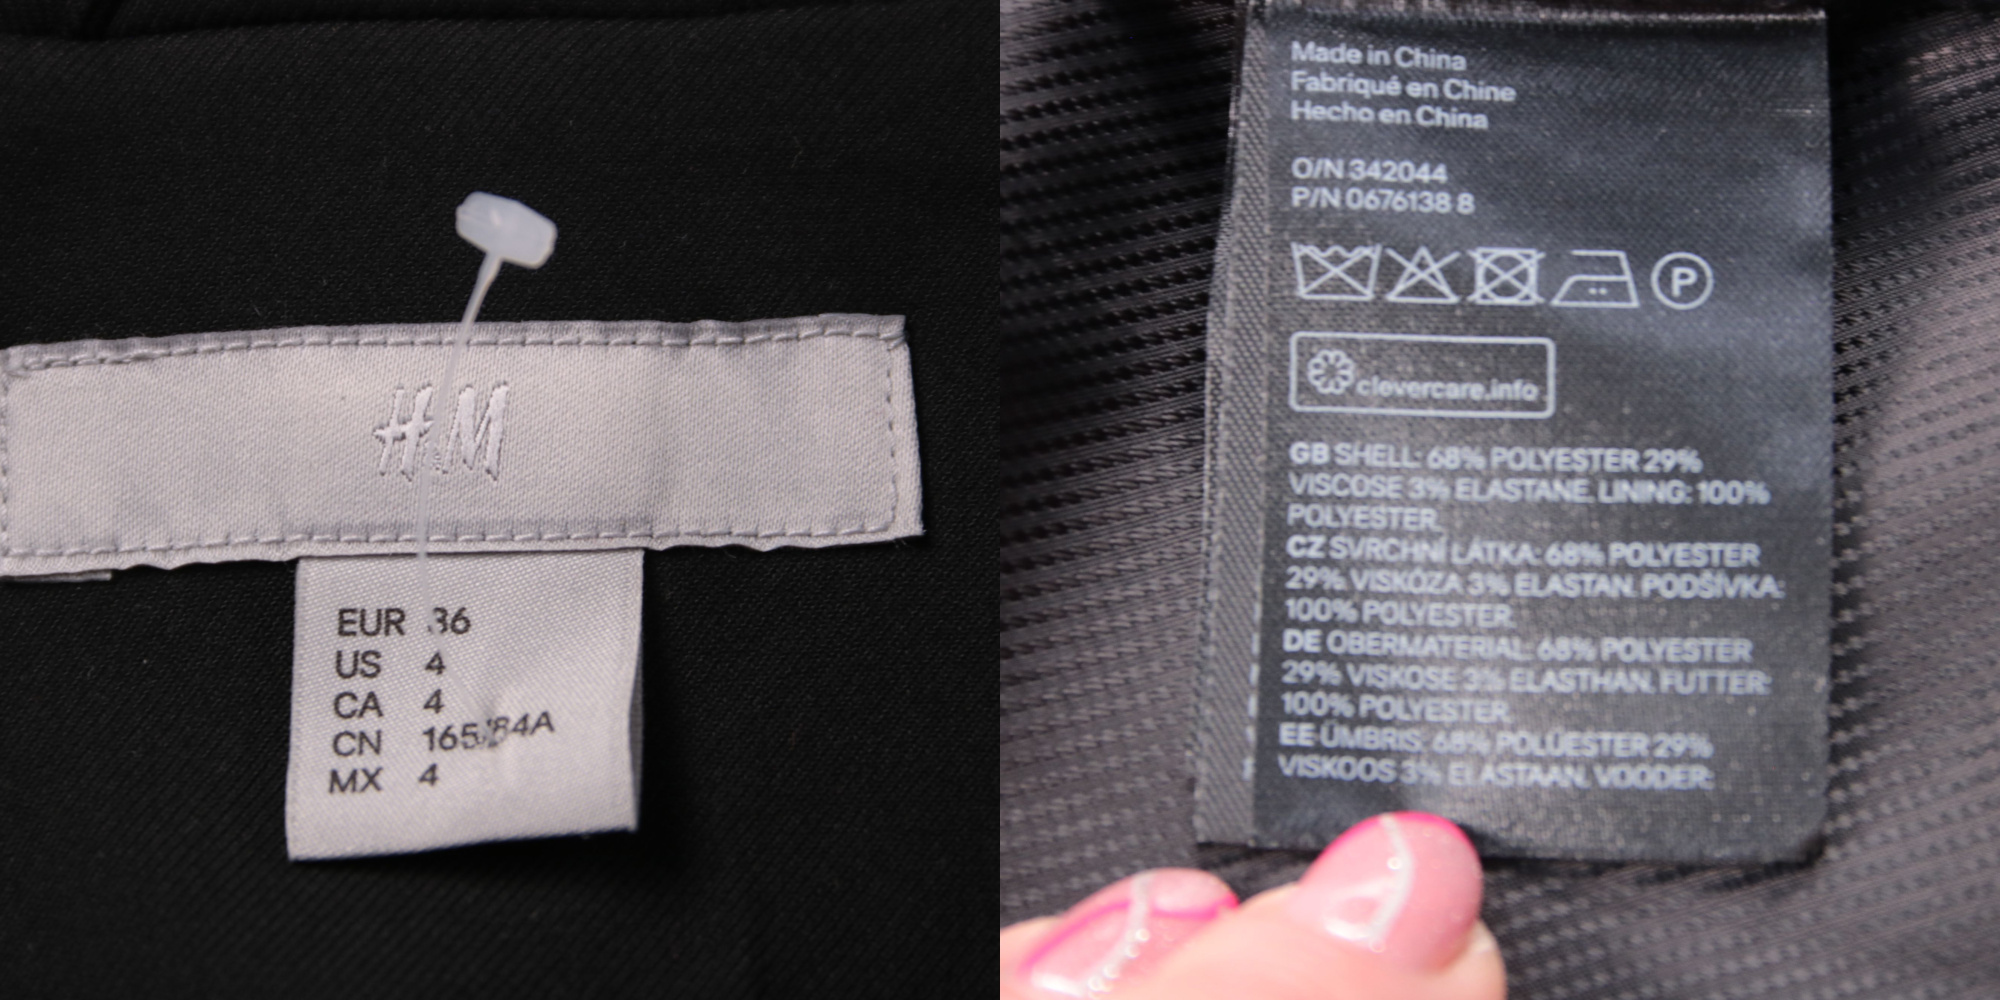 H&M
EUR 36
US 4
CA 4
CN 165/84A
MX 4
Made in China
Fabriqué en Chine
Hecho en China
O/N 342044
P/N 0676138 8
P
clevercare.info
GB SHELL: 68% POLYESTER 29%
VISCOSE 3% ELASTANE. LINING: 100%
POLYESTER.
CZ SVRCHNÍ LÁTKA: 68% POLYESTER
29% VISKÓZA 3% ELASTAN. PODŠÍVKA:
100% POLYESTER.
DE OBERMATERIAL: 68% POLYESTER
29% VISKOSE 3% ELASTHAN. FUTTER:
100% POLYESTER.
EE ÜMBRIS: 68% POLÜESTER 29%
VISKOOS 3% ELASTAAN. VOODER: